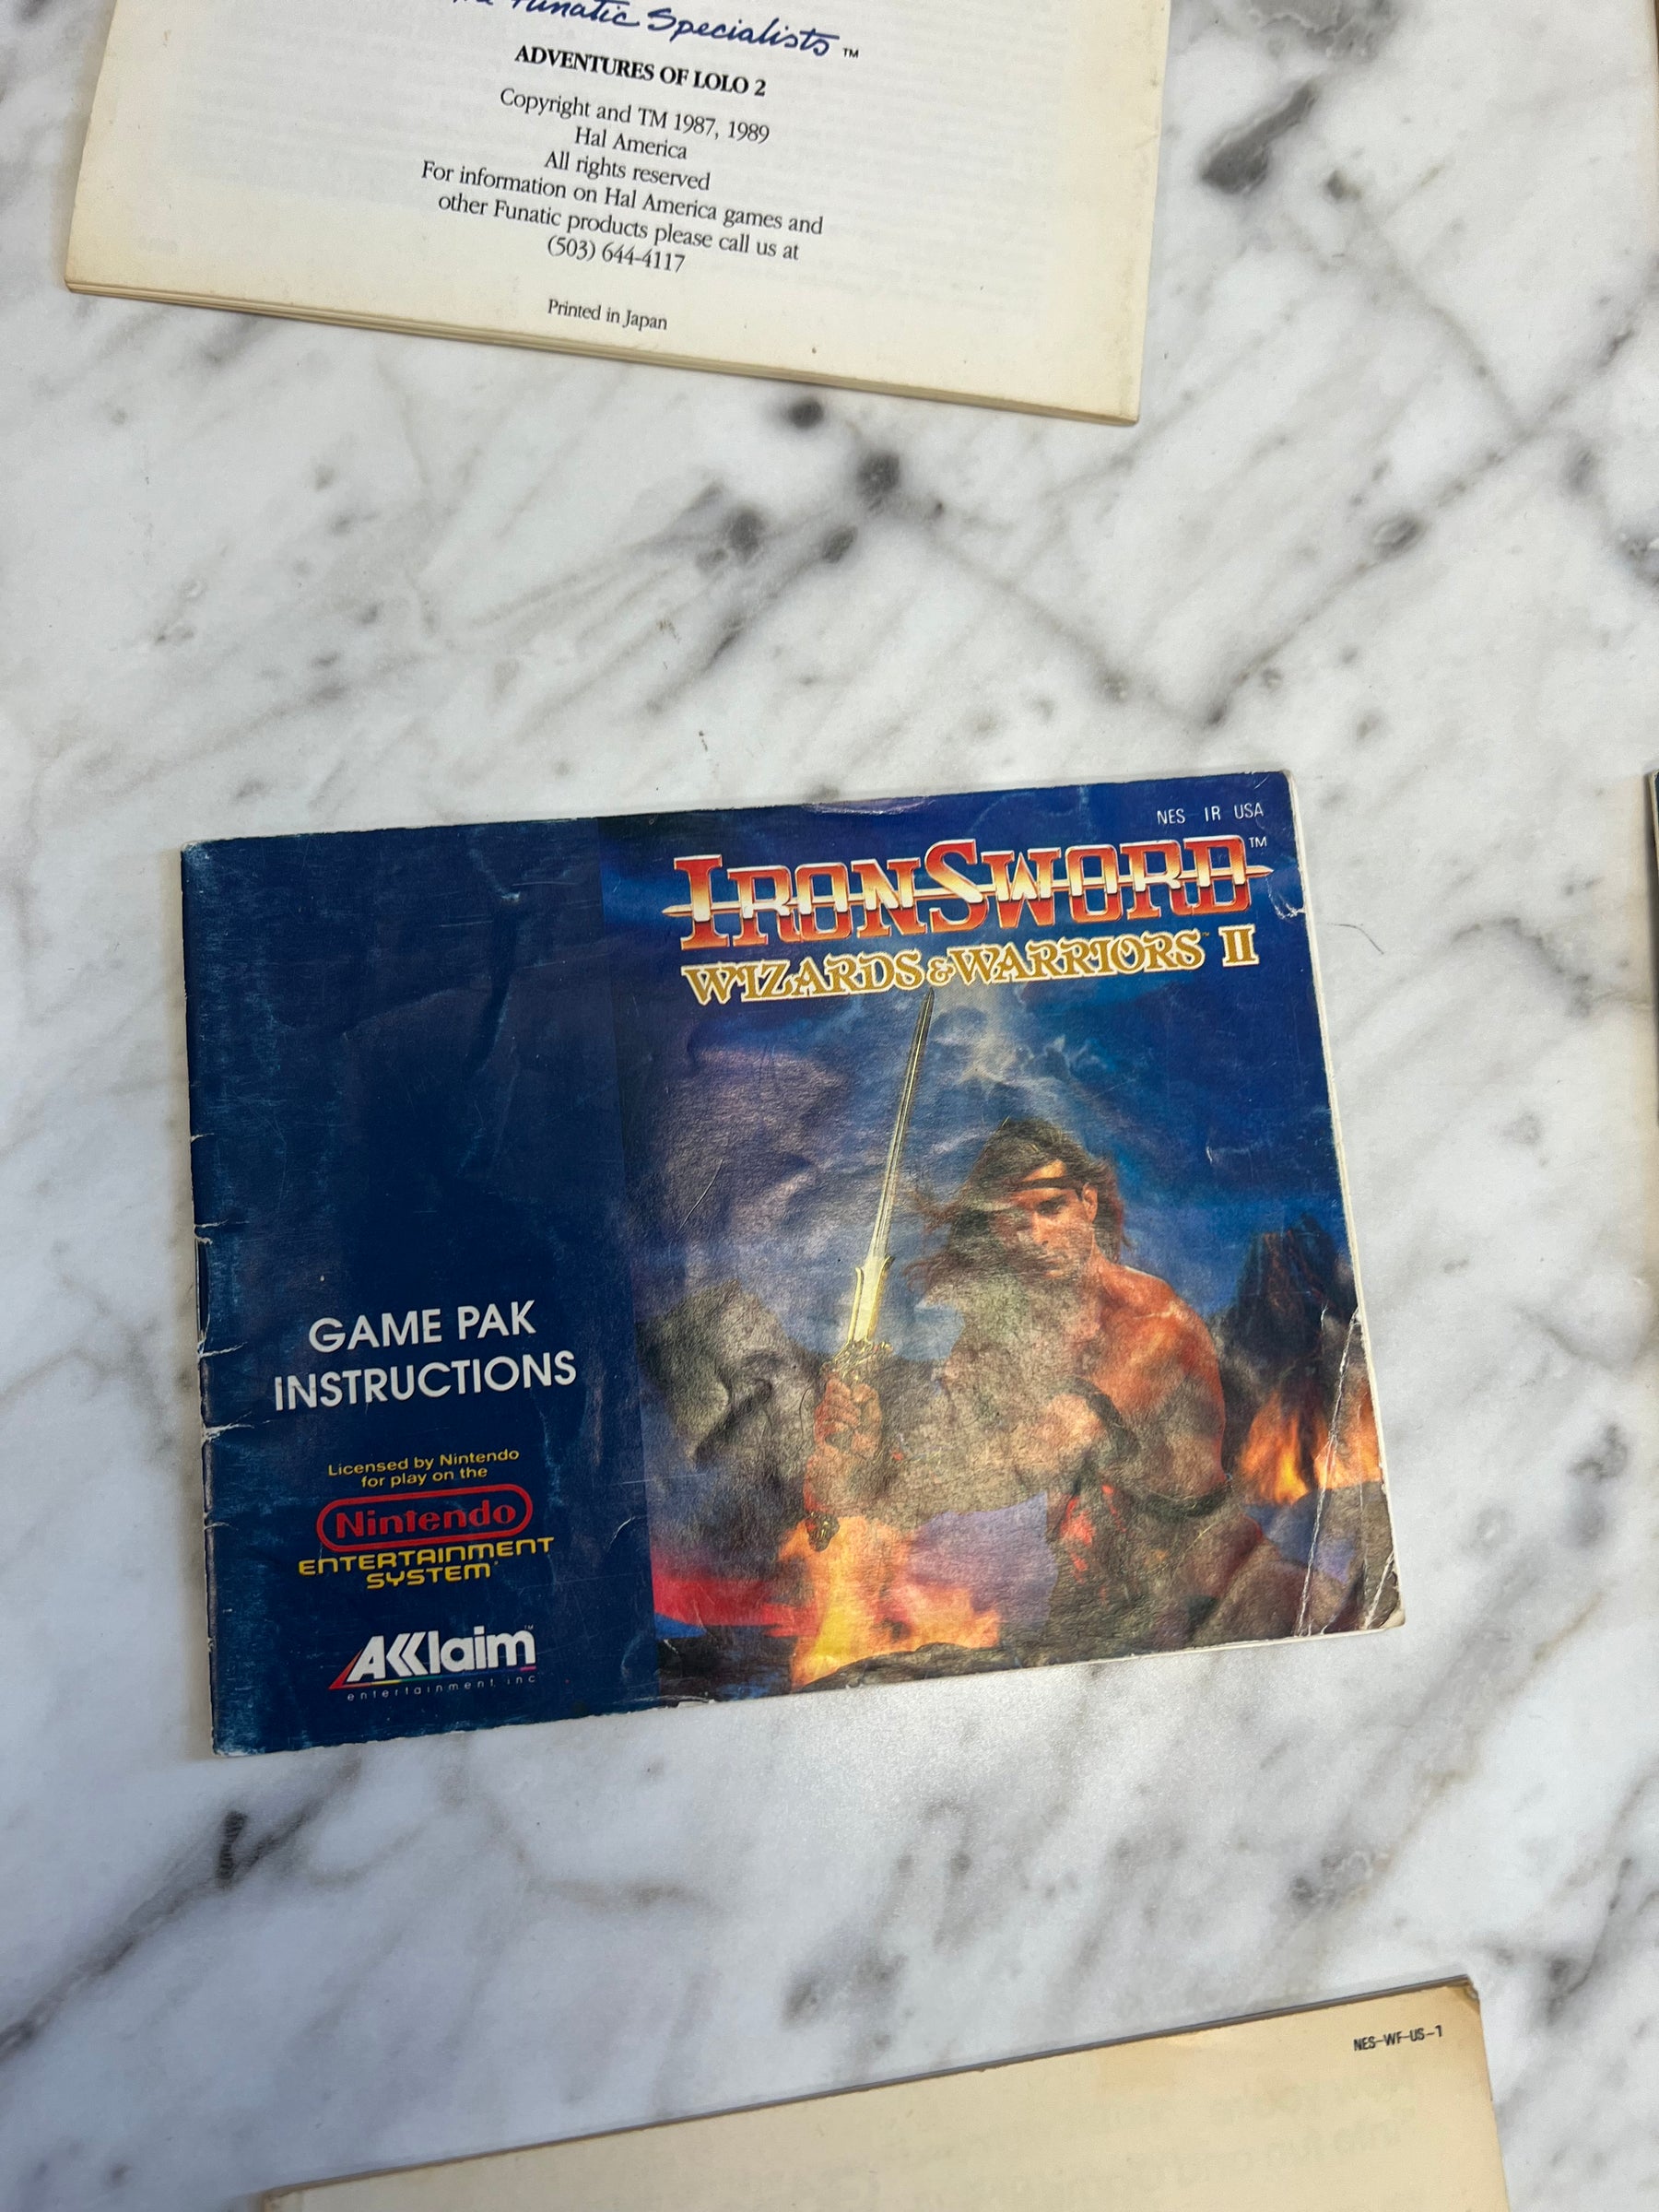 Funatic Specialists™
ADVENTURES OF LOLO 2
Copyright and TM 1987, 1989
Hal America
All rights reserved
For information on Hal America games and
other Funatic products please call us at
(503) 644-4117
Printed in Japan
NES IR USA
IRONSWORD™
WIZARDS & WARRIORS™ II
GAME PAK
INSTRUCTIONS
Licensed by Nintendo
for play on the
Nintendo
ENTERTAINMENT
SYSTEM
AKKlaim™
entertainment inc
NES-WF-US-1